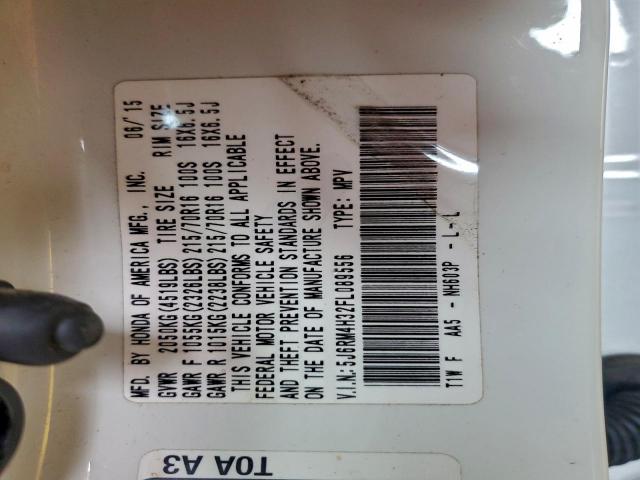 MFD. BY HONDA OF AMERICA MFG., INC. 06/'15
GVWR 2050KG(4519LBS) TIRE SIZE RIM SIZE
GAWR F 1055KG(2326LBS)215/70R16 100S 16X6.5J
GAWR R 1015KG(2238LBS)215/70R16 100S 16X6.5J
THIS VEHICLE CONFORMS TO ALL APPLICABLE
FEDERAL MOTOR VEHICLE SAFETY
AND THEFT PREVENTION STANDARDS IN EFFECT
ON THE DATE OF MANUFACTURE SHOWN ABOVE.
V.I.N:5J6RM4H32FL089556 TYPE: MPV
T1W F AA5 - NH603P - L- L
T0A A3